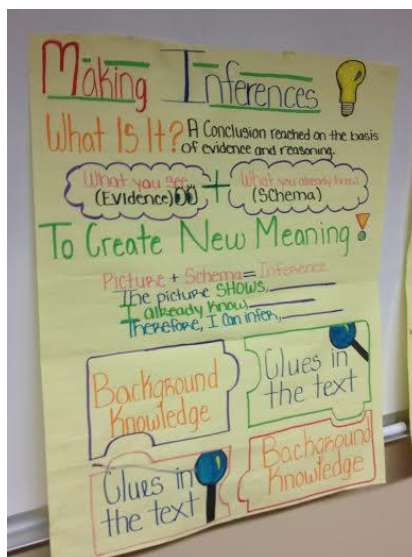 Making Inferences
What Is It? A Conclusion reached on the basis
of evidence and reasoning.
What you see + What you already know
(Evidence) (Schema)
To Create New Meaning!
Picture + Schema = Inference
The picture SHOWS,
I already know,
Therefore, I can infer,
Background
Knowledge
Clues in
the text
Clues in
the text
Background
Knowledge